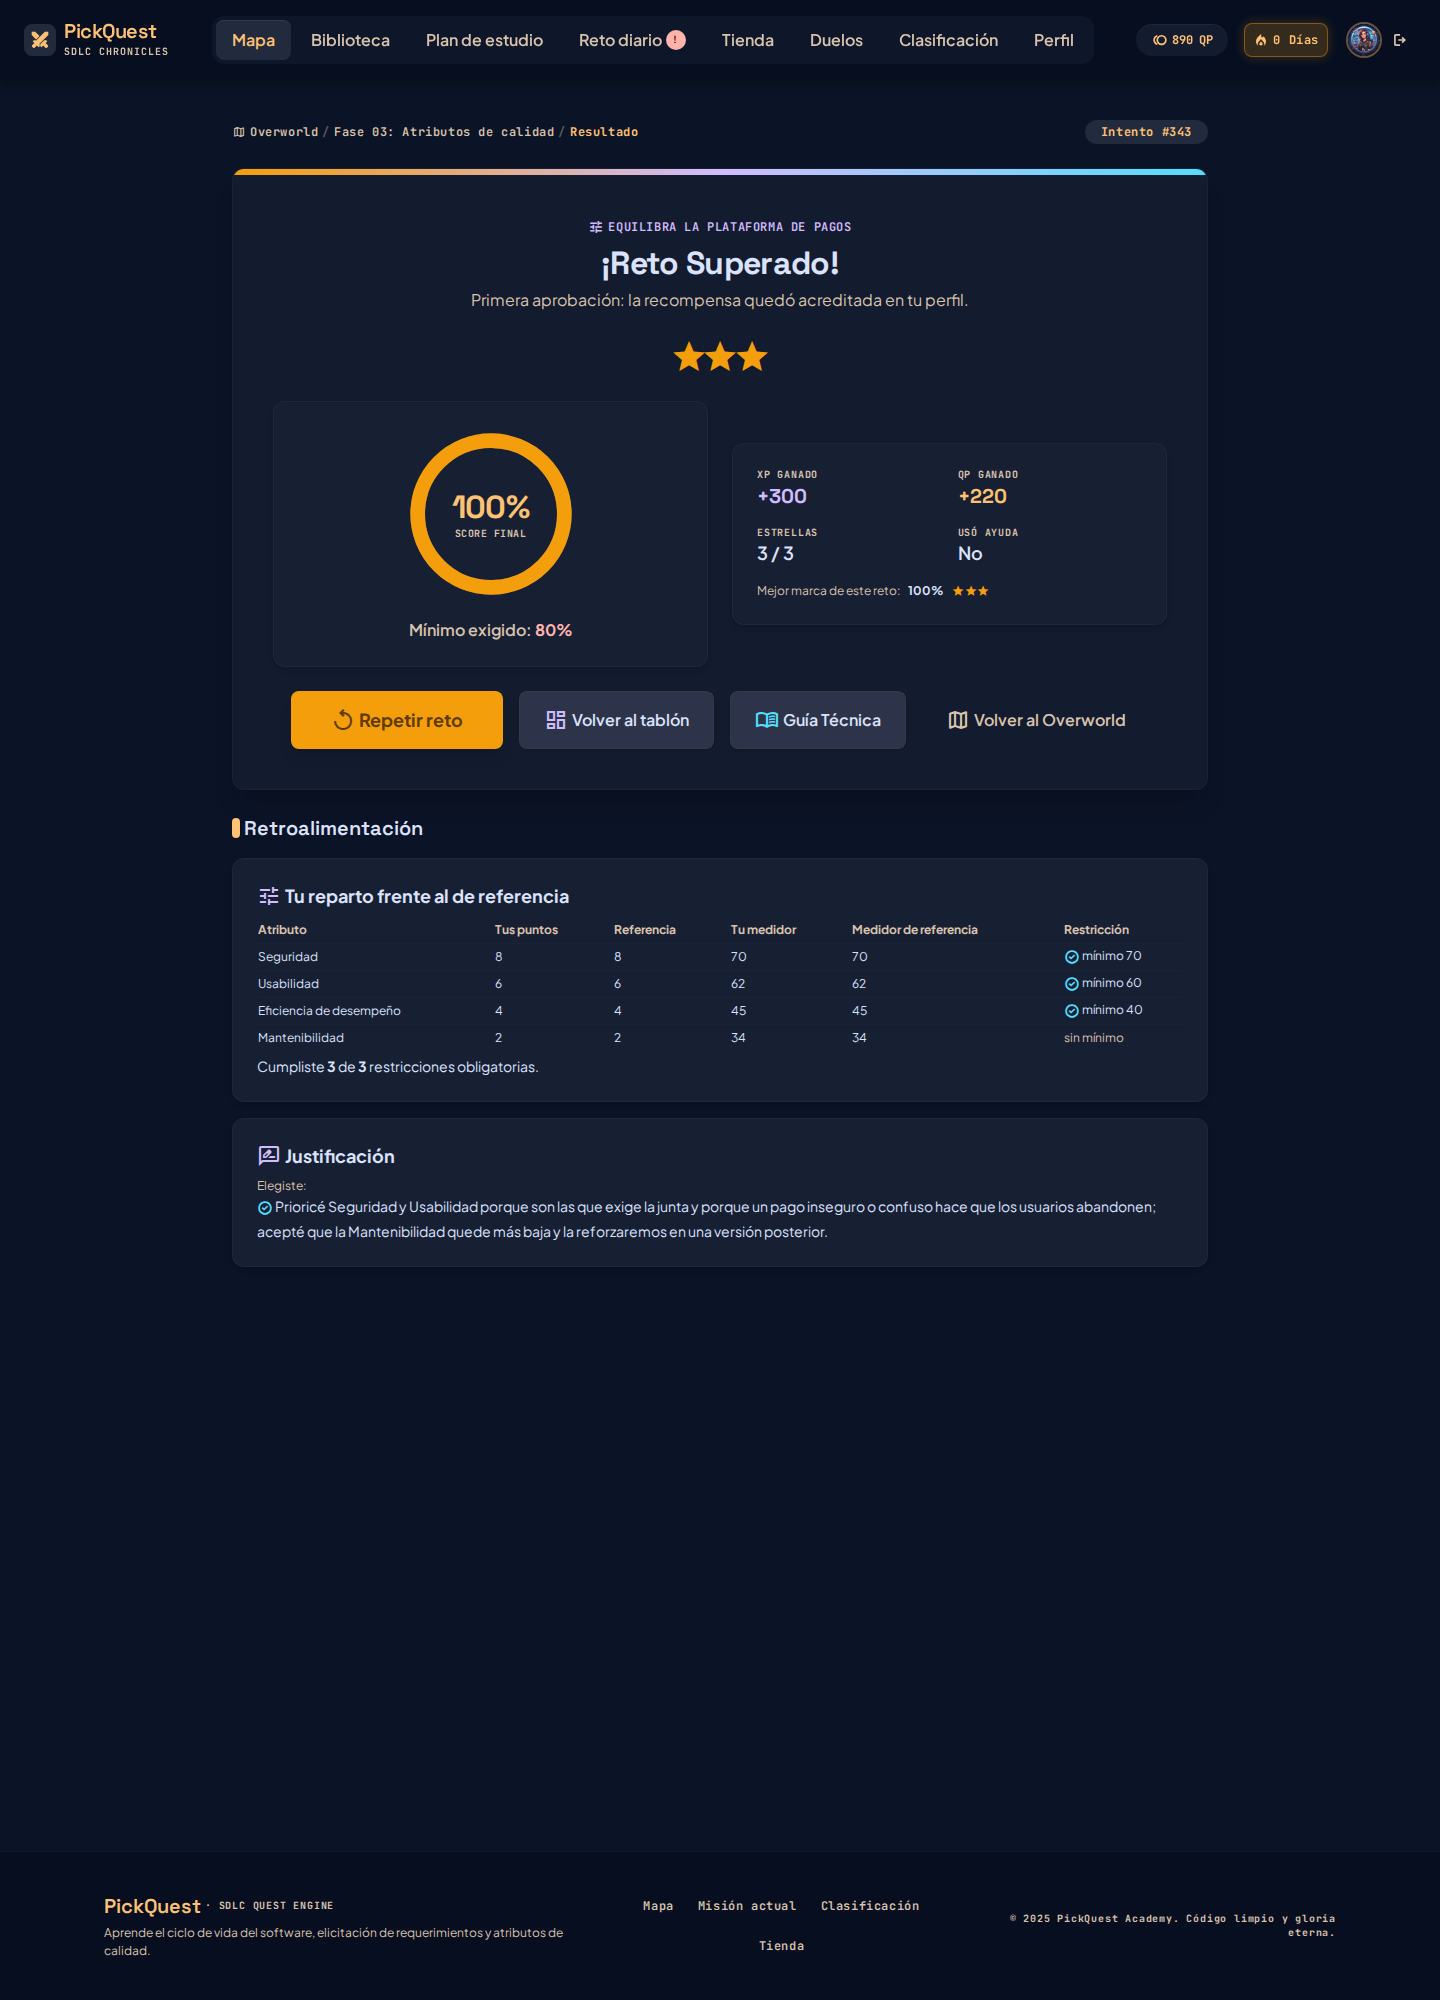 PickQuest
SDLC CHRONICLES
Mapa
Biblioteca
Plan de estudio
Reto diario !
Tienda
Duelos
Clasificación
Perfil
890 QP
0 Días
Overworld / Fase 03: Atributos de calidad / Resultado
Intento #343
EQUILIBRA LA PLATAFORMA DE PAGOS
¡Reto Superado!
Primera aprobación: la recompensa quedó acreditada en tu perfil.
100%
SCORE FINAL
Mínimo exigido: 80%
XP GANADO
+300
QP GANADO
+220
ESTRELLAS
3 / 3
USÓ AYUDA
No
Mejor marca de este reto: 100%
Repetir reto
Volver al tablón
Guía Técnica
Volver al Overworld
Retroalimentación
Tu reparto frente al de referencia
Atributo Tus puntos Referencia Tu medidor Medidor de referencia Restricción
Seguridad 8 8 70 70 mínimo 70
Usabilidad 6 6 62 62 mínimo 60
Eficiencia de desempeño 4 4 45 45 mínimo 40
Mantenibilidad 2 2 34 34 sin mínimo
Cumpliste 3 de 3 restricciones obligatorias.
Justificación
Elegiste:
Prioricé Seguridad y Usabilidad porque son las que exige la junta y porque un pago inseguro o confuso hace que los usuarios abandonen;
acepté que la Mantenibilidad quede más baja y la reforzaremos en una versión posterior.
PickQuest · SDLC QUEST ENGINE
Aprende el ciclo de vida del software, elicitación de requerimientos y atributos de
calidad.
Mapa
Misión actual
Clasificación
Tienda
© 2025 PickQuest Academy. Código limpio y gloria
eterna.